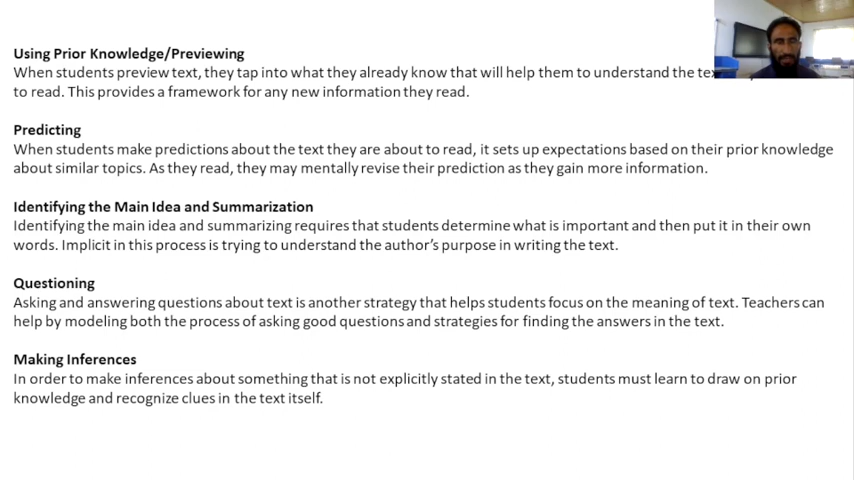 Using Prior Knowledge/Previewing
When students preview text, they tap into what they already know that will help them to understand the
to read. This provides a framework for any new information they read.
Predicting
When students make predictions about the text they are about to read, it sets up expectations based on their prior knowledge
about similar topics. As they read, they may mentally revise their prediction as they gain more information.
Identifying the Main Idea and Summarization
Identifying the main idea and summarizing requires that students determine what is important and then put it in their own
words. Implicit in this process is trying to understand the author’s purpose in writing the text.
Questioning
Asking and answering questions about text is another strategy that helps students focus on the meaning of text. Teachers can
help by modeling both the process of asking good questions and strategies for finding the answers in the text.
Making Inferences
In order to make inferences about something that is not explicitly stated in the text, students must learn to draw on prior
knowledge and recognize clues in the text itself.